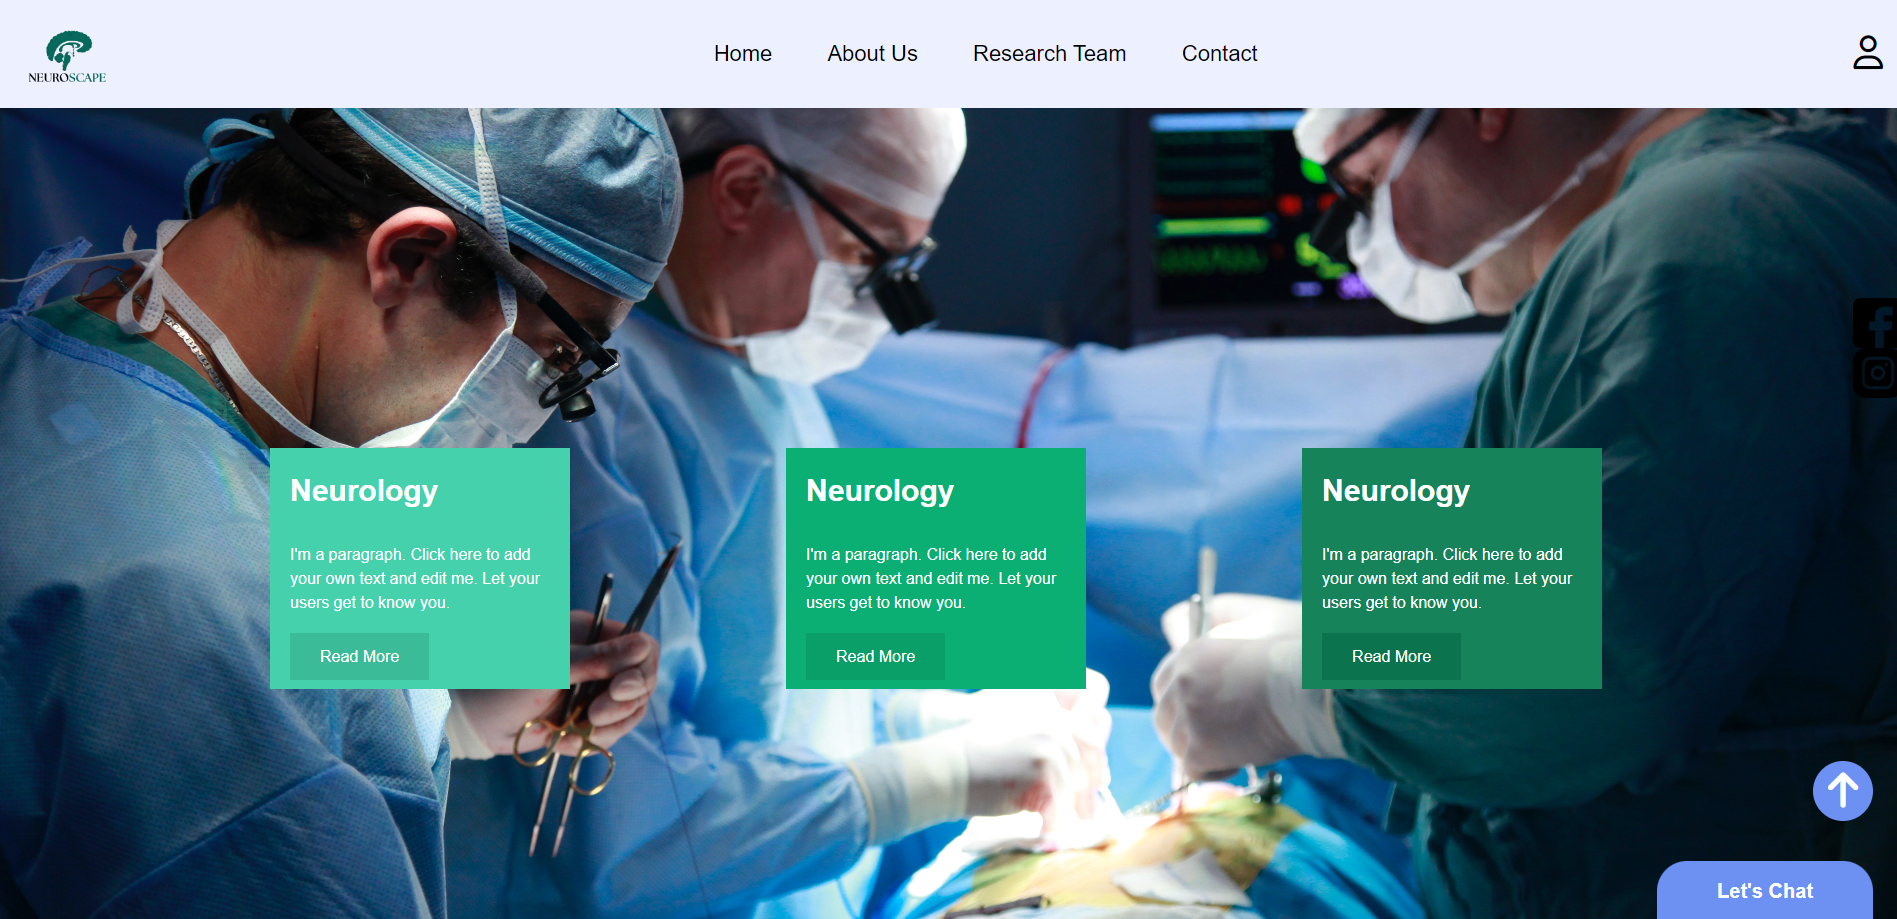 NEUROSCAPE
Home
About Us
Research Team
Contact
Neurology
I'm a paragraph. Click here to add
your own text and edit me. Let your
users get to know you.
Read More
Neurology
I'm a paragraph. Click here to add
your own text and edit me. Let your
users get to know you.
Read More
Neurology
I'm a paragraph. Click here to add
your own text and edit me. Let your
users get to know you.
Read More
Let's Chat